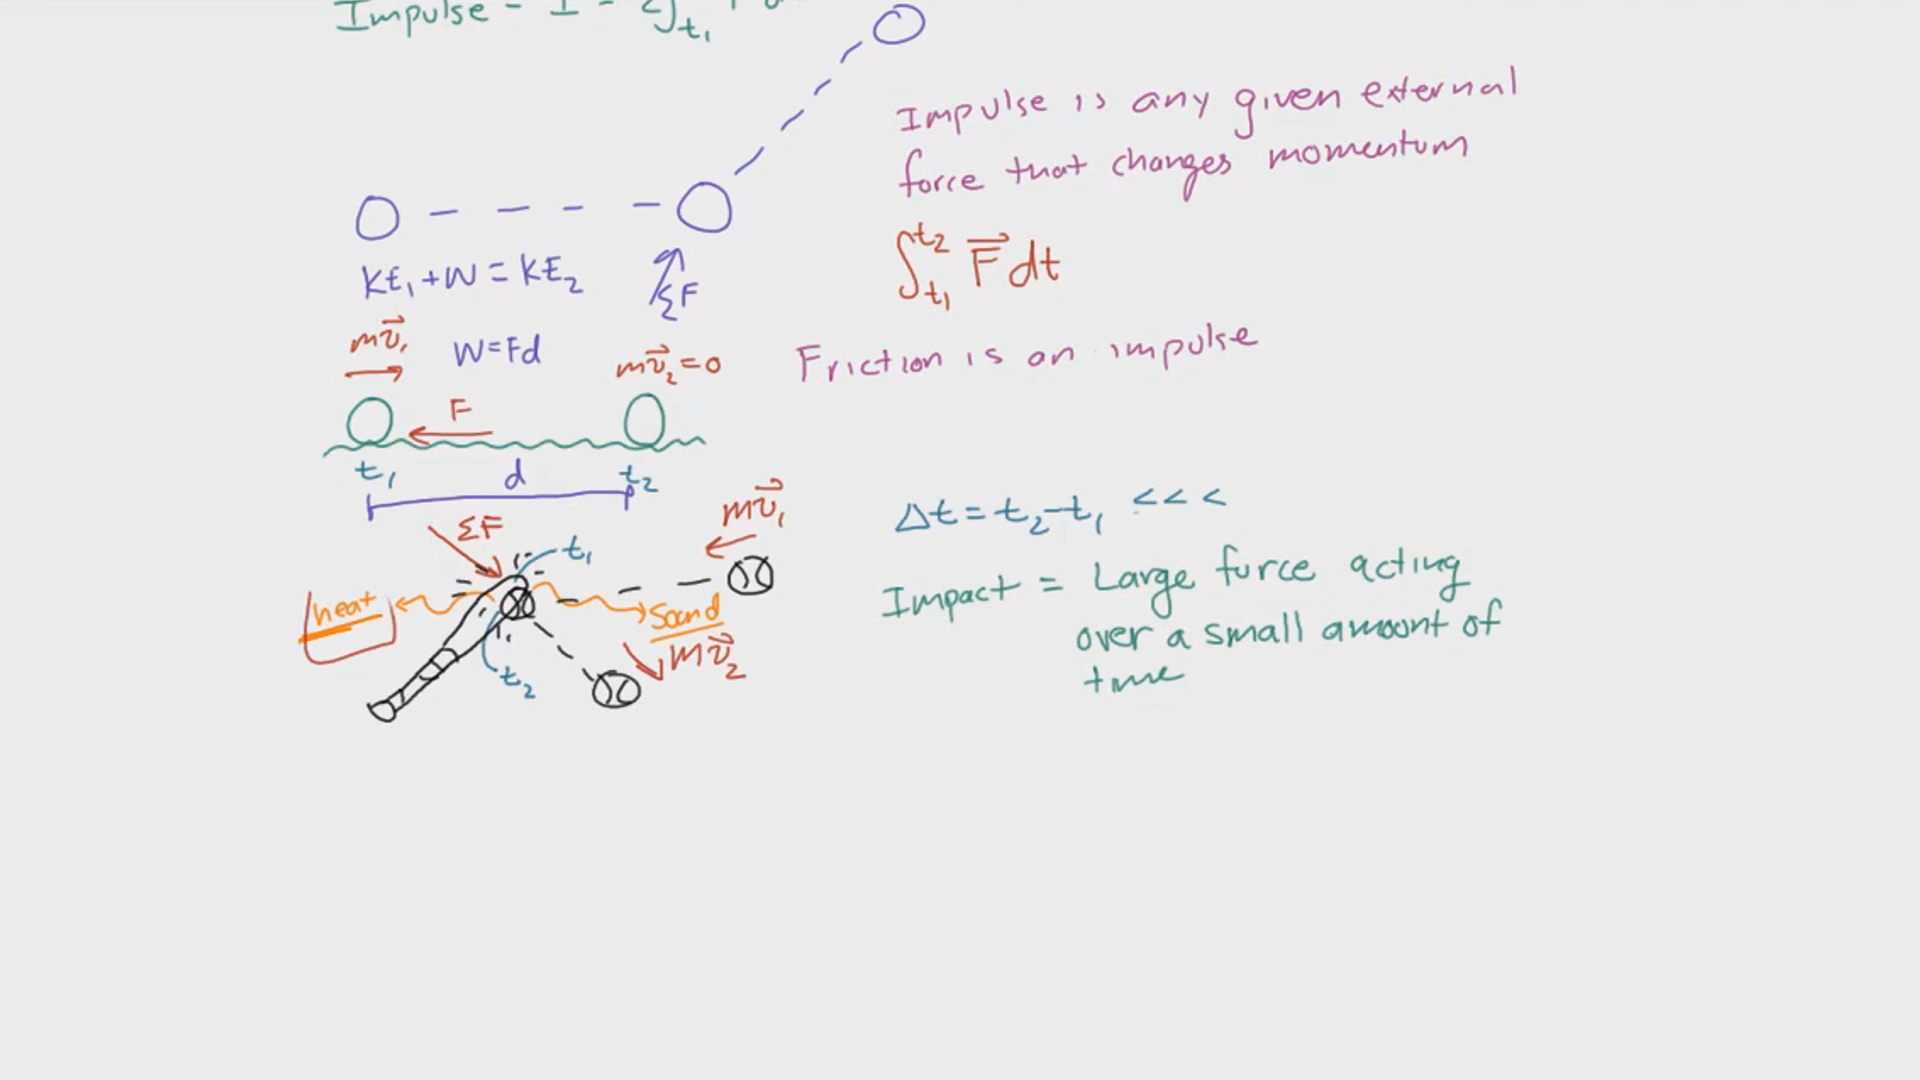 Impulse - I - Σ∫t₁
Impulse is any given external
force that changes momentum
KE₁+W = KE₂
ΣF
∫t₁t₂ F⃗ dt
mv⃗₁
W=Fd
mv⃗₂=0
Friction is an impulse
F
t₁
d
t₂
ΣF
t₁
mv⃗₁
Δt = t₂-t₁ <<<
heat
Sound
Impact = Large force acting
over a small amount of
time
mv⃗₂
t₂